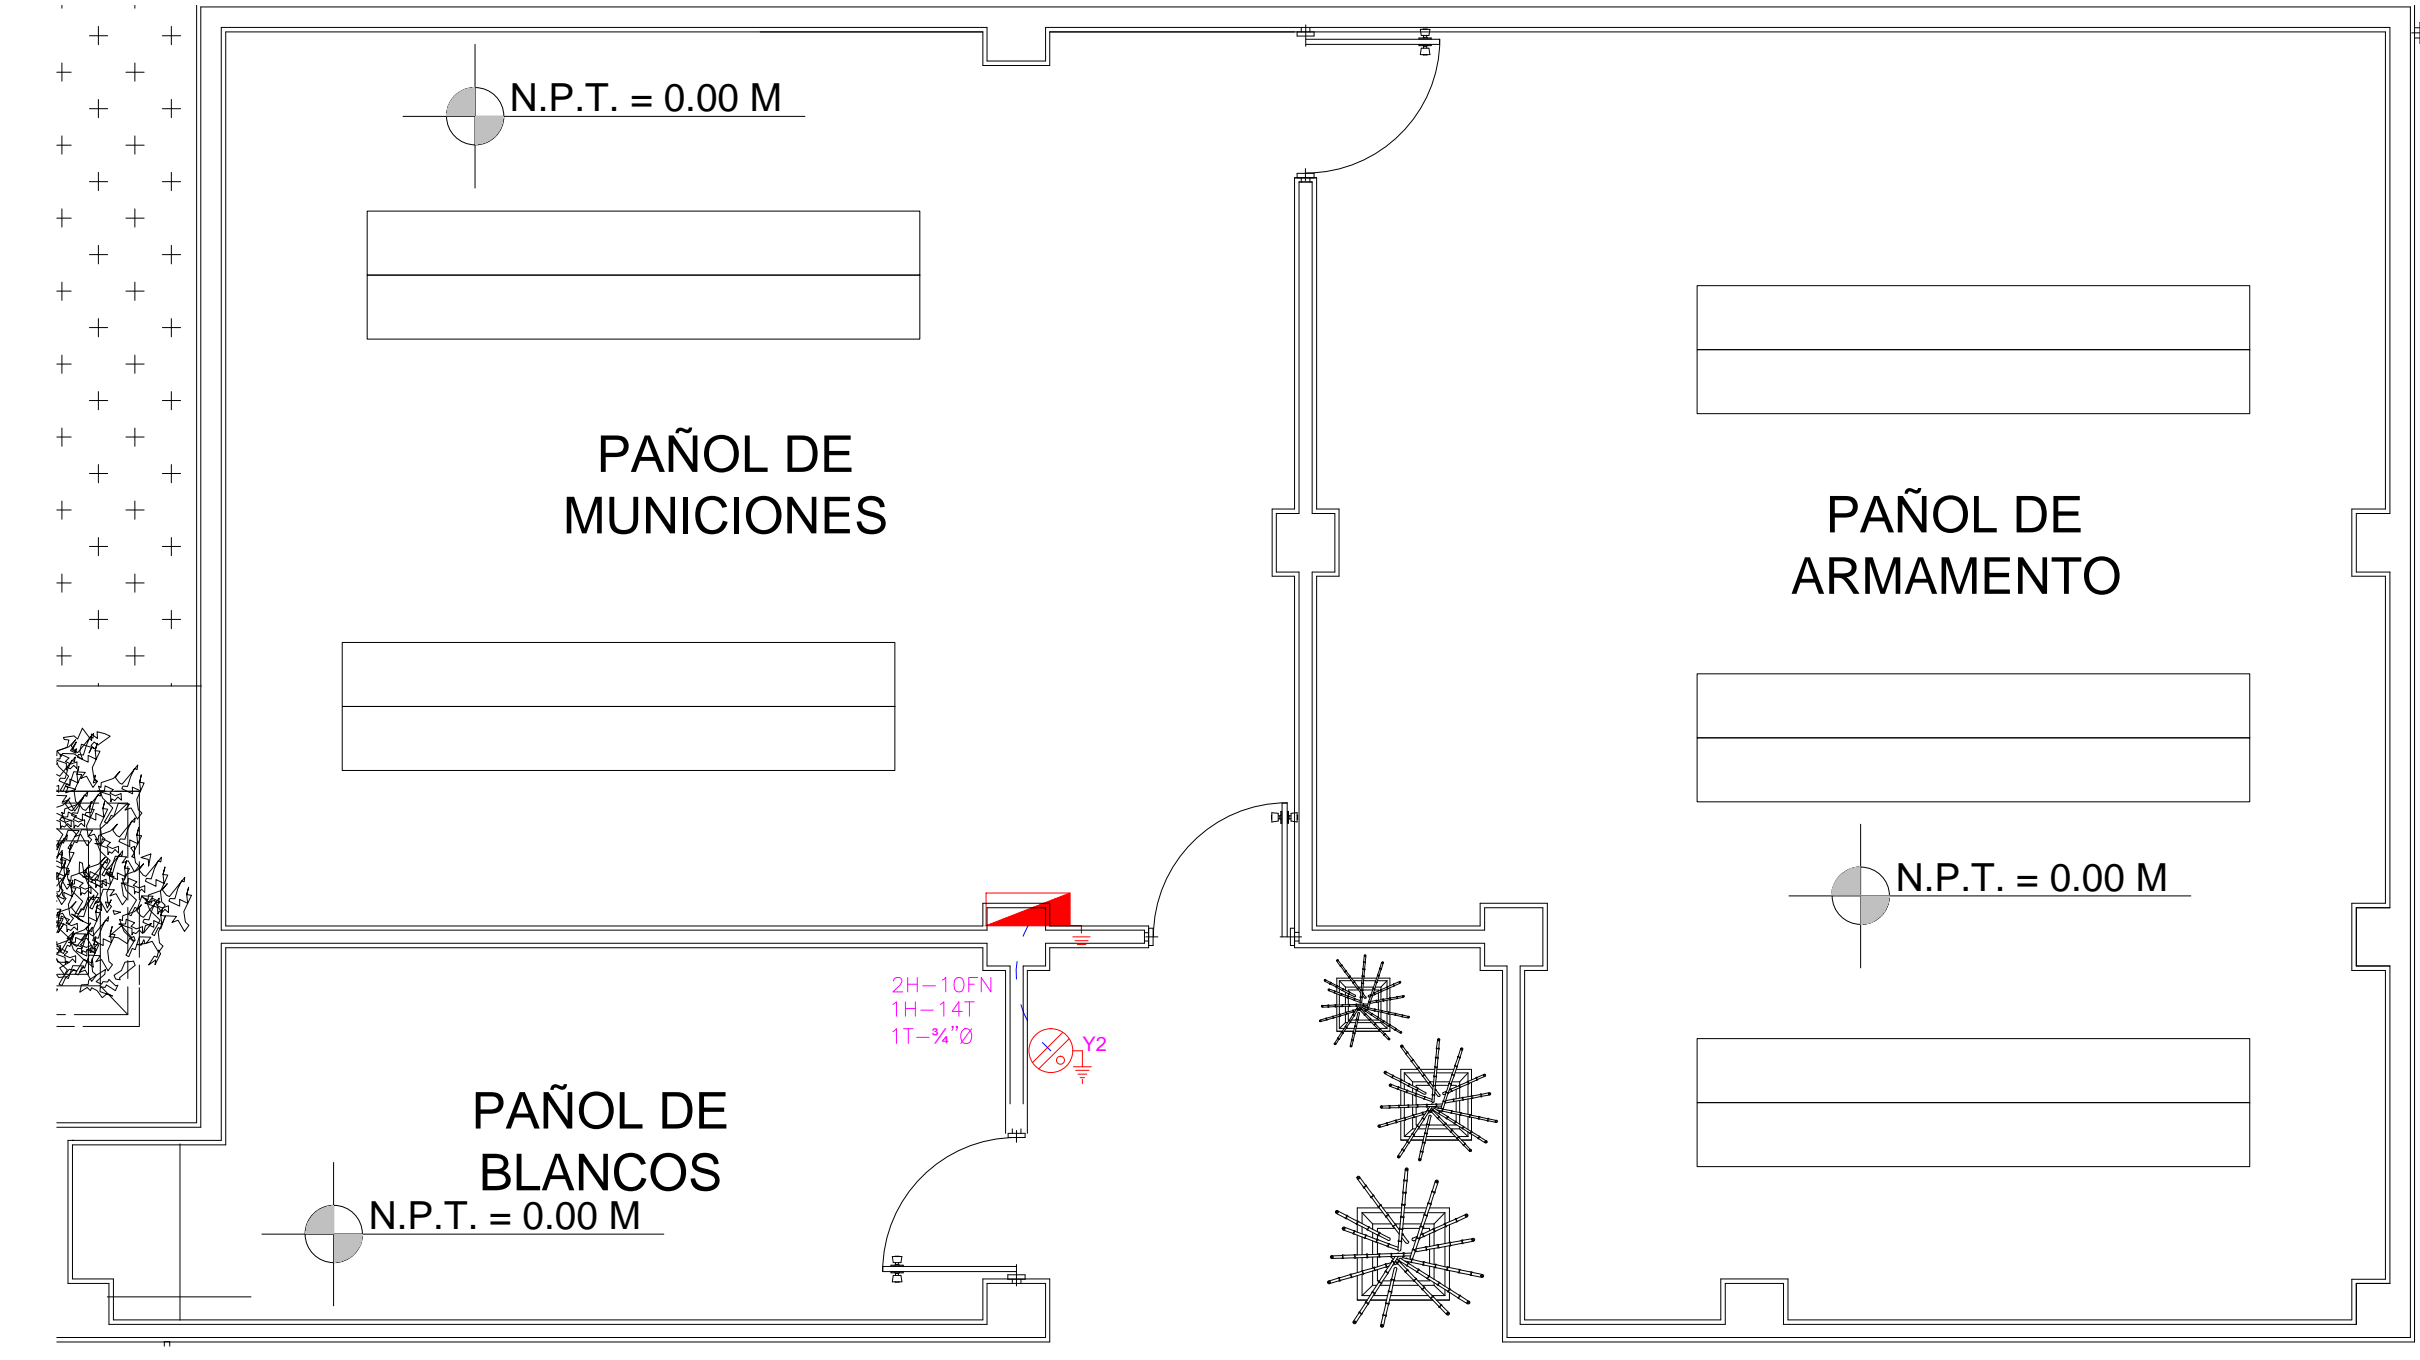 N.P.T. = 0.00 M
PAÑOL DE
MUNICIONES
PAÑOL DE
ARMAMENTO
N.P.T. = 0.00 M
2H-10FN
1H-14T
1T-¾"Ø
Y2
PAÑOL DE
BLANCOS
N.P.T. = 0.00 M